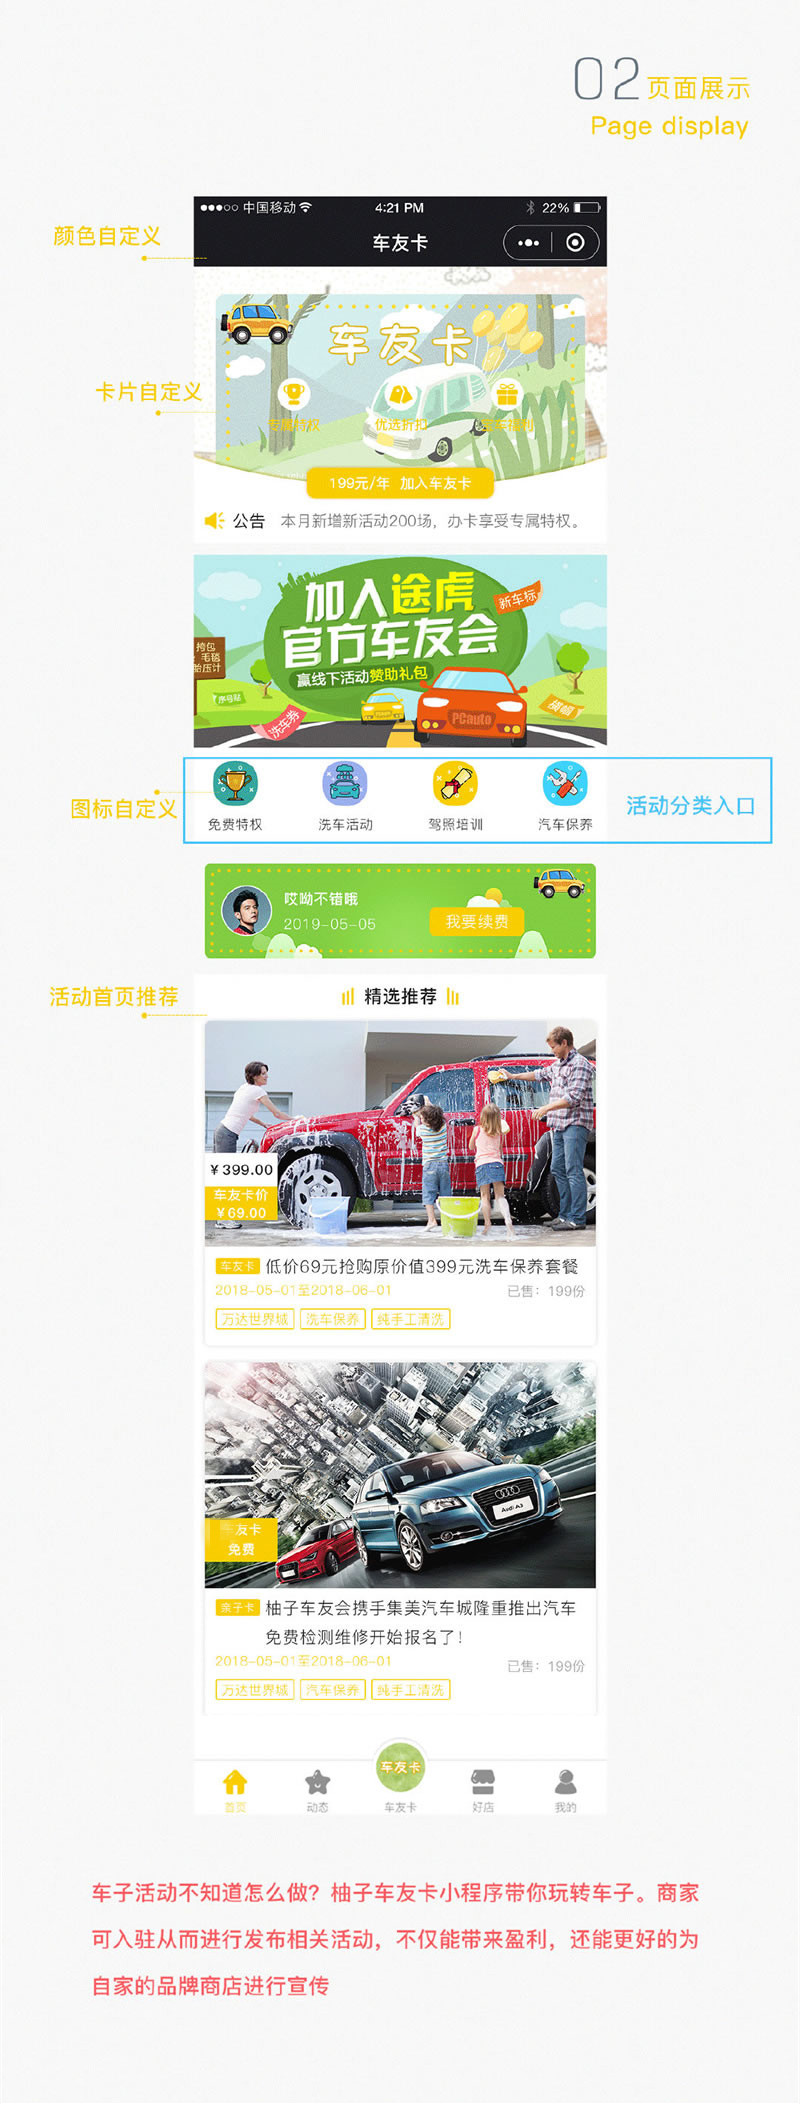 02页面展示
Page display
中国移动
4:21 PM
22%
颜色自定义
车友卡
车友卡
卡片自定义
专属特权
优选折扣
199元/年 加入车友卡
公告 本月新增新活动200场，办卡享受专属特权。
加入途虎
官方车友会
赢线下活动赞助礼包
新车标
挎包
毛毯
胎压计
序号贴
洗车券
横幅
PCauto
图标自定义
免费特权
洗车活动
驾照培训
汽车保养
活动分类入口
哎呦不错哦
2019-05-05
我要续费
活动首页推荐
精选推荐
¥399.00
车友卡价
¥69.00
车友卡 低价69元抢购原价值399元洗车保养套餐
2018-05-01至2018-06-01
已售：199份
万达世界城 洗车保养 纯手工清洗
Audi A3
友卡
免费
亲子卡 柚子车友会携手集美汽车城隆重推出汽车
免费检测维修开始报名了！
2018-05-01至2018-06-01
已售：199份
万达世界城 汽车保养 纯手工清洗
车友卡
首页
动态
车友卡
好店
我的
车子活动不知道怎么做？柚子车友卡小程序带你玩转车子。商家
可入驻从而进行发布相关活动，不仅能带来盈利，还能更好的为
自家的品牌商店进行宣传